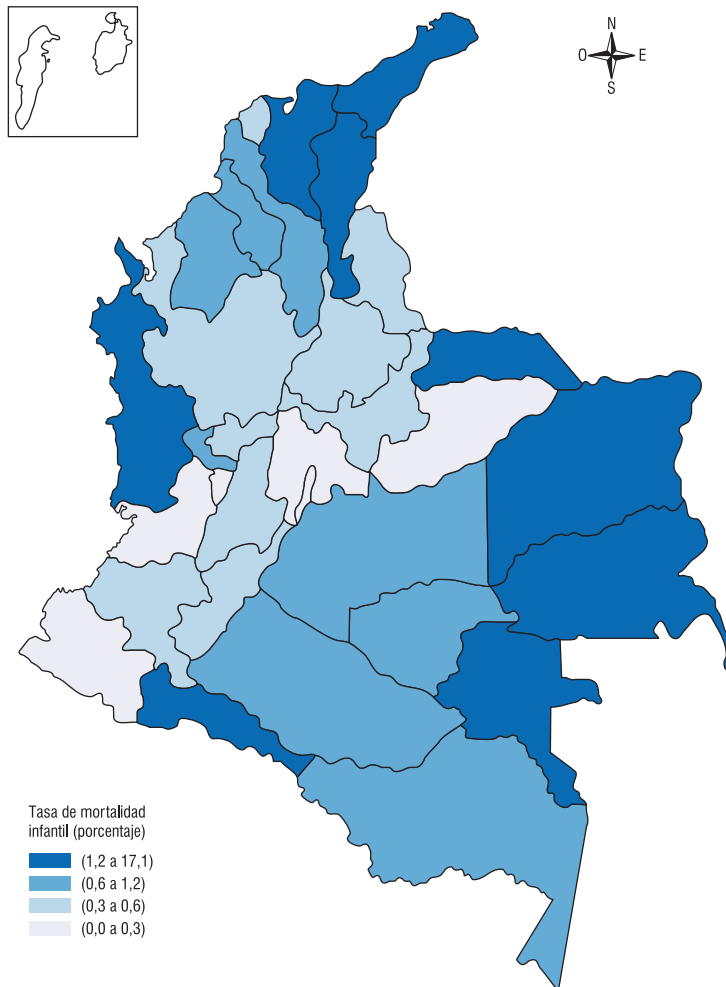 N
O E
S
Tasa de mortalidad
infantil (porcentaje)
(1,2 a 17,1)
(0,6 a 1,2)
(0,3 a 0,6)
(0,0 a 0,3)